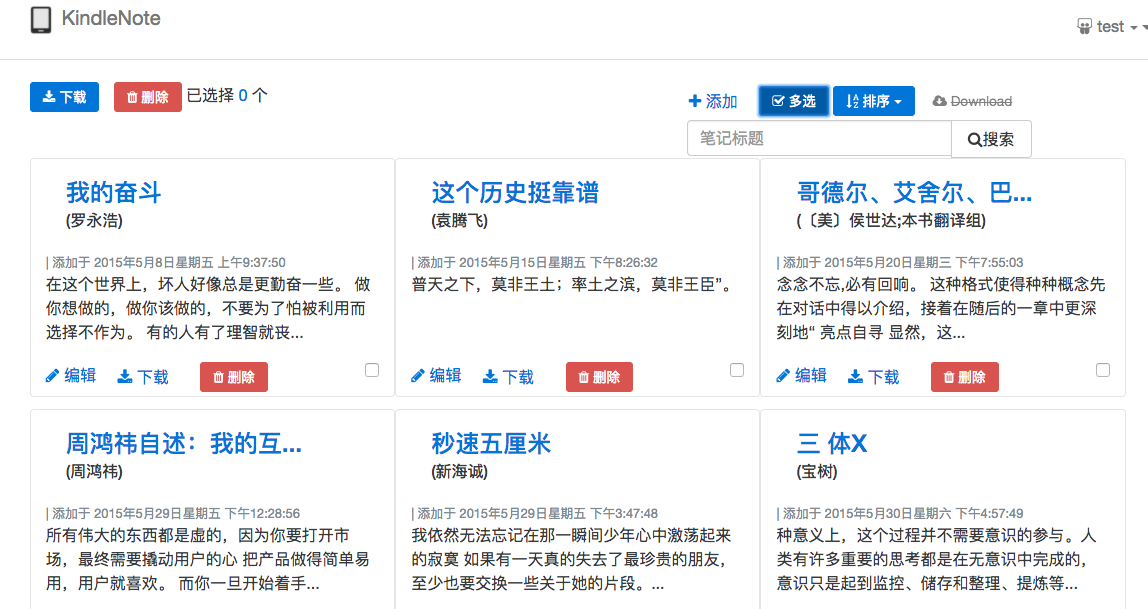 KindleNote
test
下载 删除 已选择 0 个
添加 多选 排序 Download
笔记标题 搜索
我的奋斗
(罗永浩)
| 添加于 2015年5月8日星期五 上午9:37:50
在这个世界上，坏人好像总是更勤奋一些。 做
你想做的，做你该做的，不要为了怕被利用而
选择不作为。 有的人有了理智就丧...
编辑 下载 删除
这个历史挺靠谱
(袁腾飞)
| 添加于 2015年5月15日星期五 下午8:26:32
普天之下，莫非王土；率土之滨，莫非王臣”。
编辑 下载 删除
哥德尔、艾舍尔、巴...
(〔美〕侯世达;本书翻译组)
| 添加于 2015年5月20日星期三 下午7:55:03
念念不忘,必有回响。 这种格式使得种种概念先
在对话中得以介绍，接着在随后的一章中更深
刻地“ 亮点自寻 显然，这...
编辑 下载 删除
周鸿祎自述：我的互...
(周鸿祎)
| 添加于 2015年5月29日星期五 下午12:28:56
所有伟大的东西都是虚的，因为你要打开市
场，最终需要撬动用户的心 把产品做得简单易
用，用户就喜欢。 而你一旦开始着手...
秒速五厘米
(新海诚)
| 添加于 2015年5月29日星期五 下午3:47:48
我依然无法忘记在那一瞬间少年心中激荡起来
的寂寞 如果有一天真的失去了最珍贵的朋友，
至少也要交换一些关于她的片段。...
三 体X
(宝树)
| 添加于 2015年5月30日星期六 下午4:57:49
种意义上，这个过程并不需要意识的参与。人
类有许多重要的思考都是在无意识中完成的，
意识只是起到监控、储存和整理、提炼等...